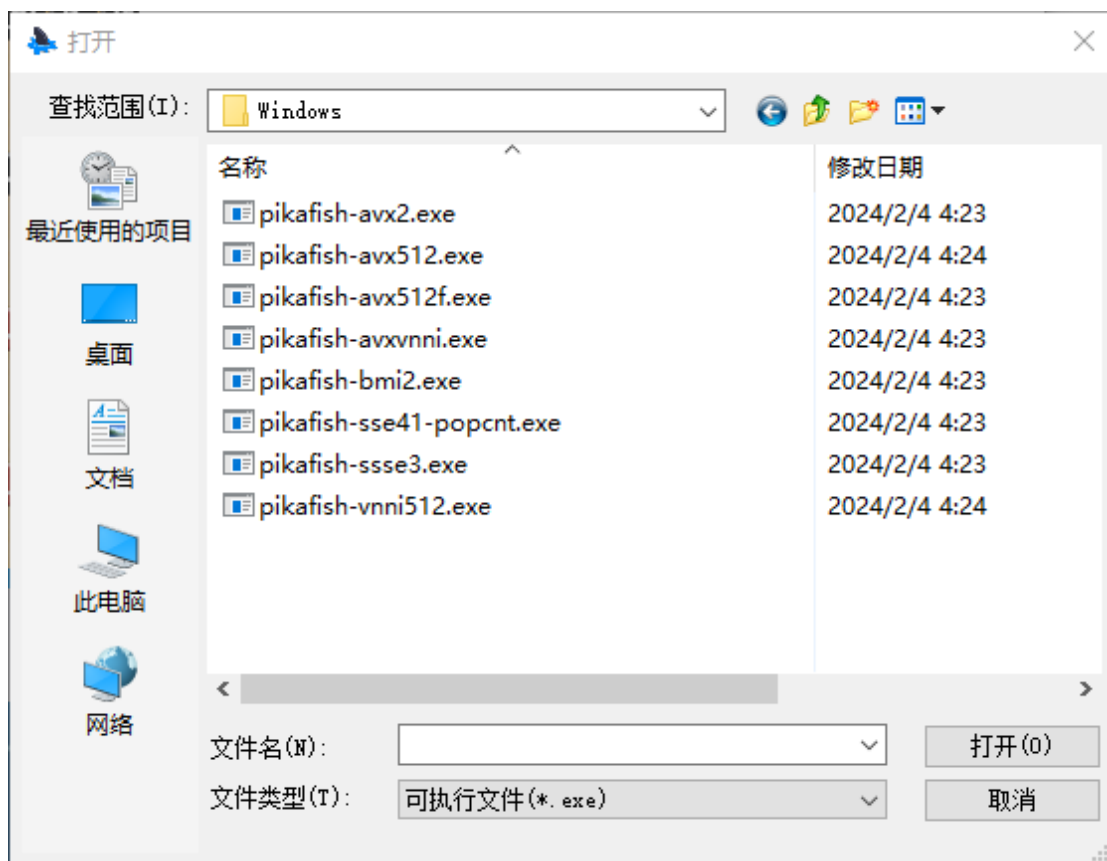 打开
查找范围(I):
Windows
名称
修改日期
pikafish-avx2.exe 2024/2/4 4:23
pikafish-avx512.exe 2024/2/4 4:24
pikafish-avx512f.exe 2024/2/4 4:23
pikafish-avxvnni.exe 2024/2/4 4:23
pikafish-bmi2.exe 2024/2/4 4:23
pikafish-sse41-popcnt.exe 2024/2/4 4:23
pikafish-ssse3.exe 2024/2/4 4:23
pikafish-vnni512.exe 2024/2/4 4:24
最近使用的项目
桌面
文档
此电脑
网络
文件名(N):
打开(O)
文件类型(T):
可执行文件(*.exe)
取消